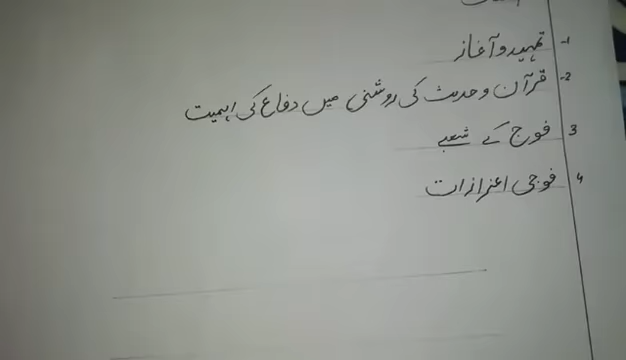 1- تمہید و آغاز
2- قرآن و حدیث کی روشنی میں دفاع کی اہمیت
3 فوج کے شعبے
4 فوجی اعزازات